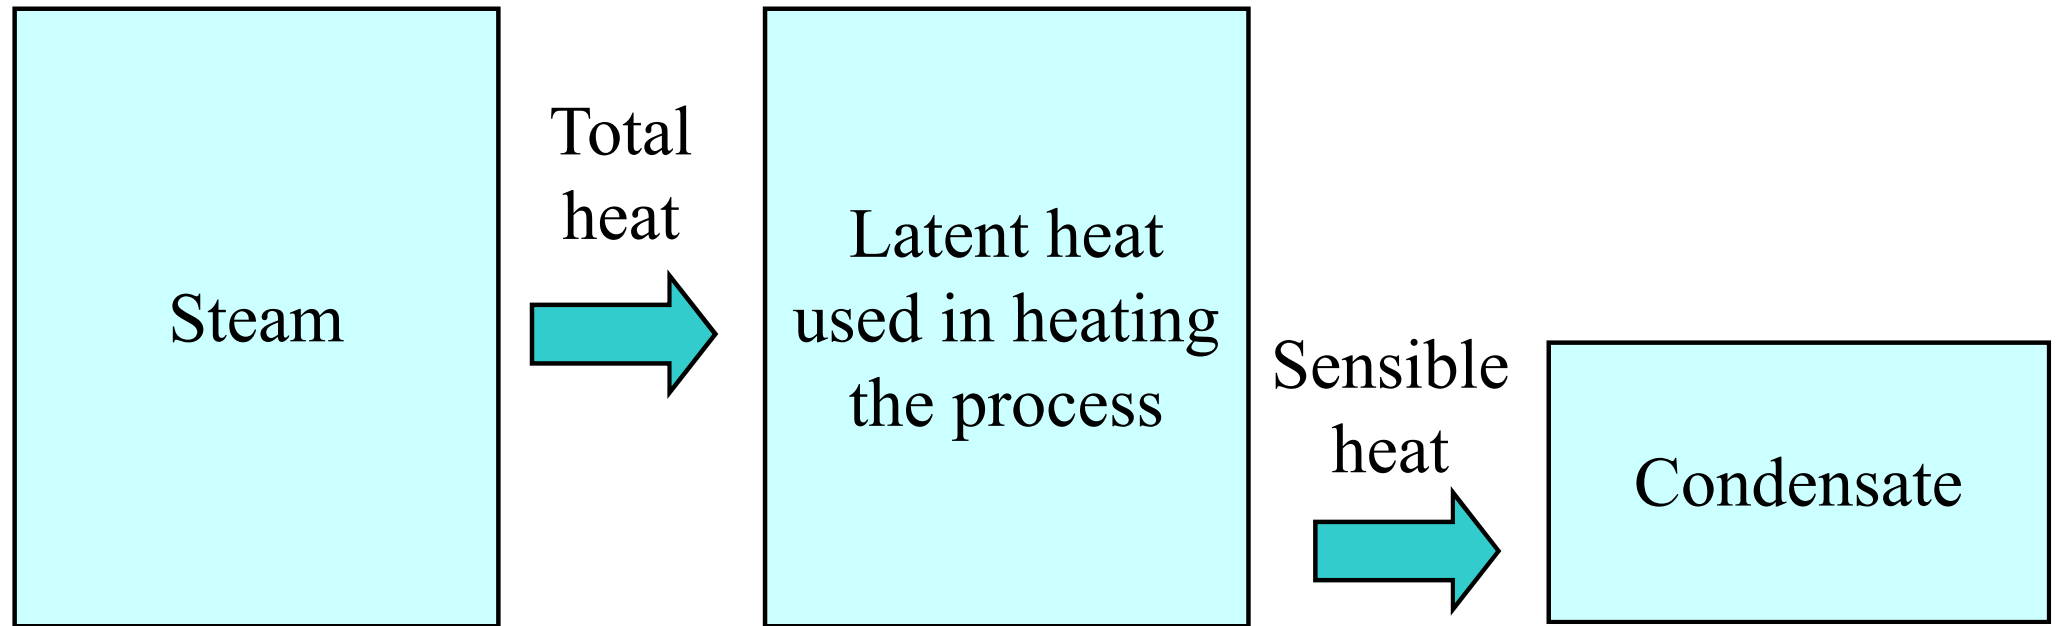 Steam
Total
heat
Latent heat
used in heating
the process
Sensible
heat
Condensate